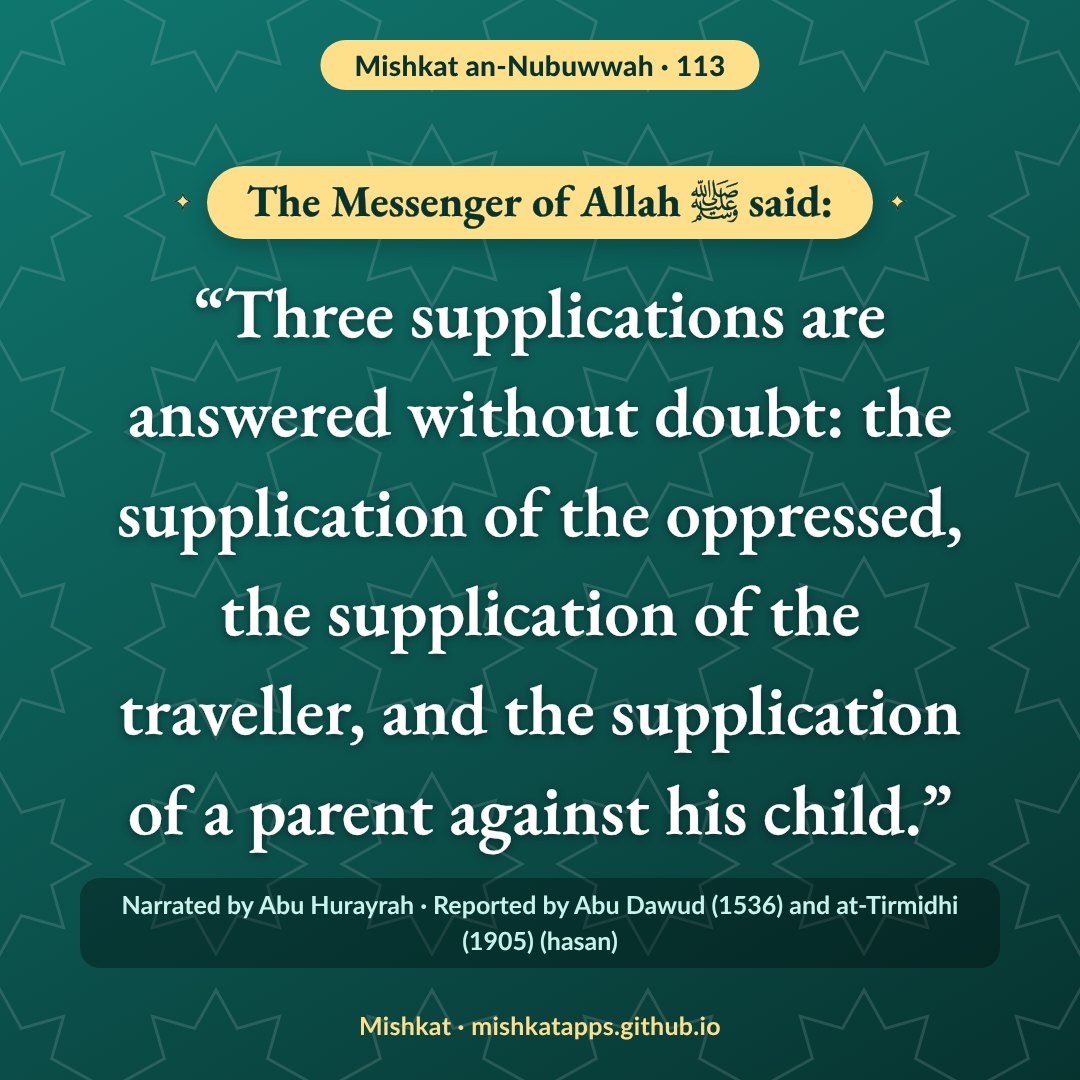 Mishkat an-Nubuwwah · 113
The Messenger of Allah ﷺ said:
“Three supplications are
answered without doubt: the
supplication of the oppressed,
the supplication of the
traveller, and the supplication
of a parent against his child.”
Narrated by Abu Hurayrah · Reported by Abu Dawud (1536) and at-Tirmidhi
(1905) (hasan)
Mishkat · mishkatapps.github.io